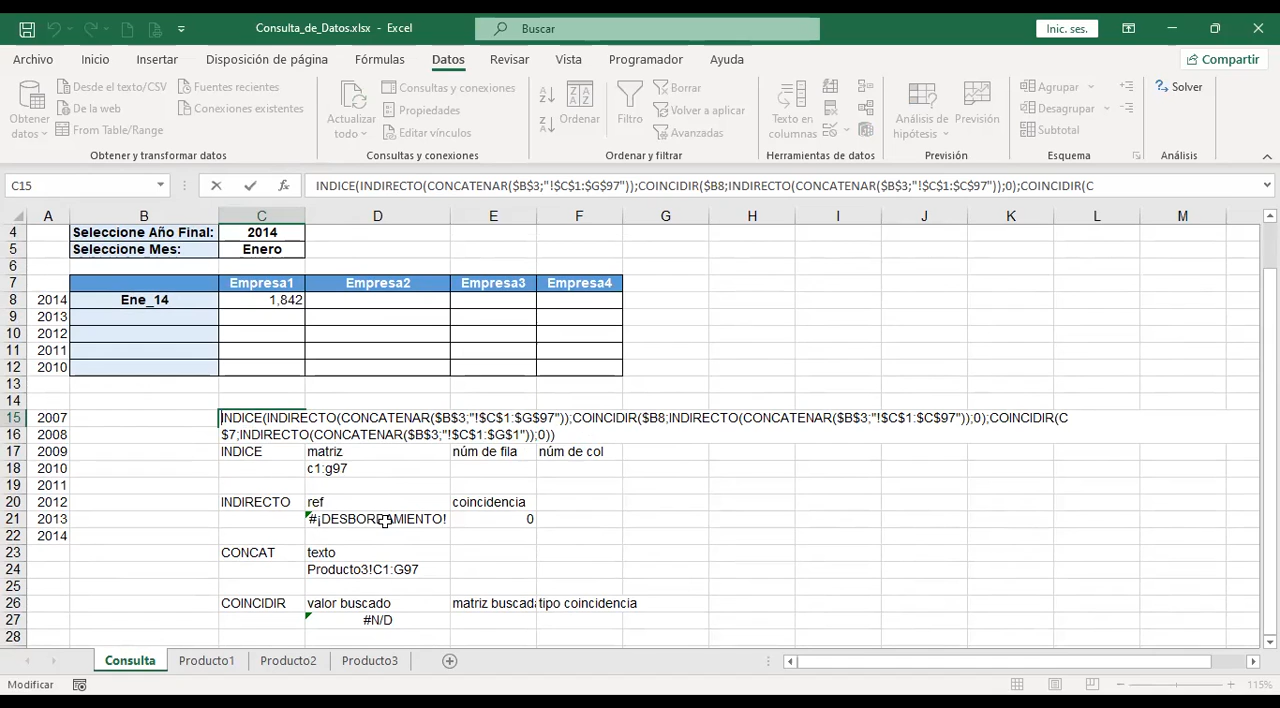 Consulta_de_Datos.xlsx - Excel
Buscar
Inic. ses.
Archivo Inicio Insertar Disposición de página Fórmulas Datos Revisar Vista Programador Ayuda
Compartir
Obtener datos
Desde el texto/CSV
De la web
From Table/Range
Fuentes recientes
Conexiones existentes
Obtener y transformar datos
Actualizar todo
Consultas y conexiones
Propiedades
Editar vínculos
Consultas y conexiones
Ordenar
Filtro
Borrar
Volver a aplicar
Avanzadas
Ordenar y filtrar
Texto en columnas
Herramientas de datos
Análisis de hipótesis
Previsión
Previsión
Agrupar
Desagrupar
Subtotal
Esquema
Solver
Análisis
C15 fx INDICE(INDIRECTO(CONCATENAR($B$3;"!$C$1:$G$97"));COINCIDIR($B8;INDIRECTO(CONCATENAR($B$3;"!$C$1:$C$97"));0);COINCIDIR(C
A B C D E F G H I J K L M
4 Seleccione Año Final: 2014
5 Seleccione Mes: Enero
6
7 Empresa1 Empresa2 Empresa3 Empresa4
8 2014 Ene_14 1,842
9 2013
10 2012
11 2011
12 2010
13
14
15 2007 INDICE(INDIRECTO(CONCATENAR($B$3;"!$C$1:$G$97"));COINCIDIR($B8;INDIRECTO(CONCATENAR($B$3;"!$C$1:$C$97"));0);COINCIDIR(C
16 2008 $7;INDIRECTO(CONCATENAR($B$3;"!$C$1:$G$1"));0))
17 2009 INDICE matriz núm de fila núm de col
18 2010 c1:g97
19 2011
20 2012 INDIRECTO ref coincidencia
21 2013 #¡DESBORDAMIENTO! 0
22 2014
23 CONCAT texto
24 Producto3!C1:G97
25
26 COINCIDIR valor buscado matriz buscada tipo coincidencia
27 #N/D
28
Consulta Producto1 Producto2 Producto3
Modificar
115%